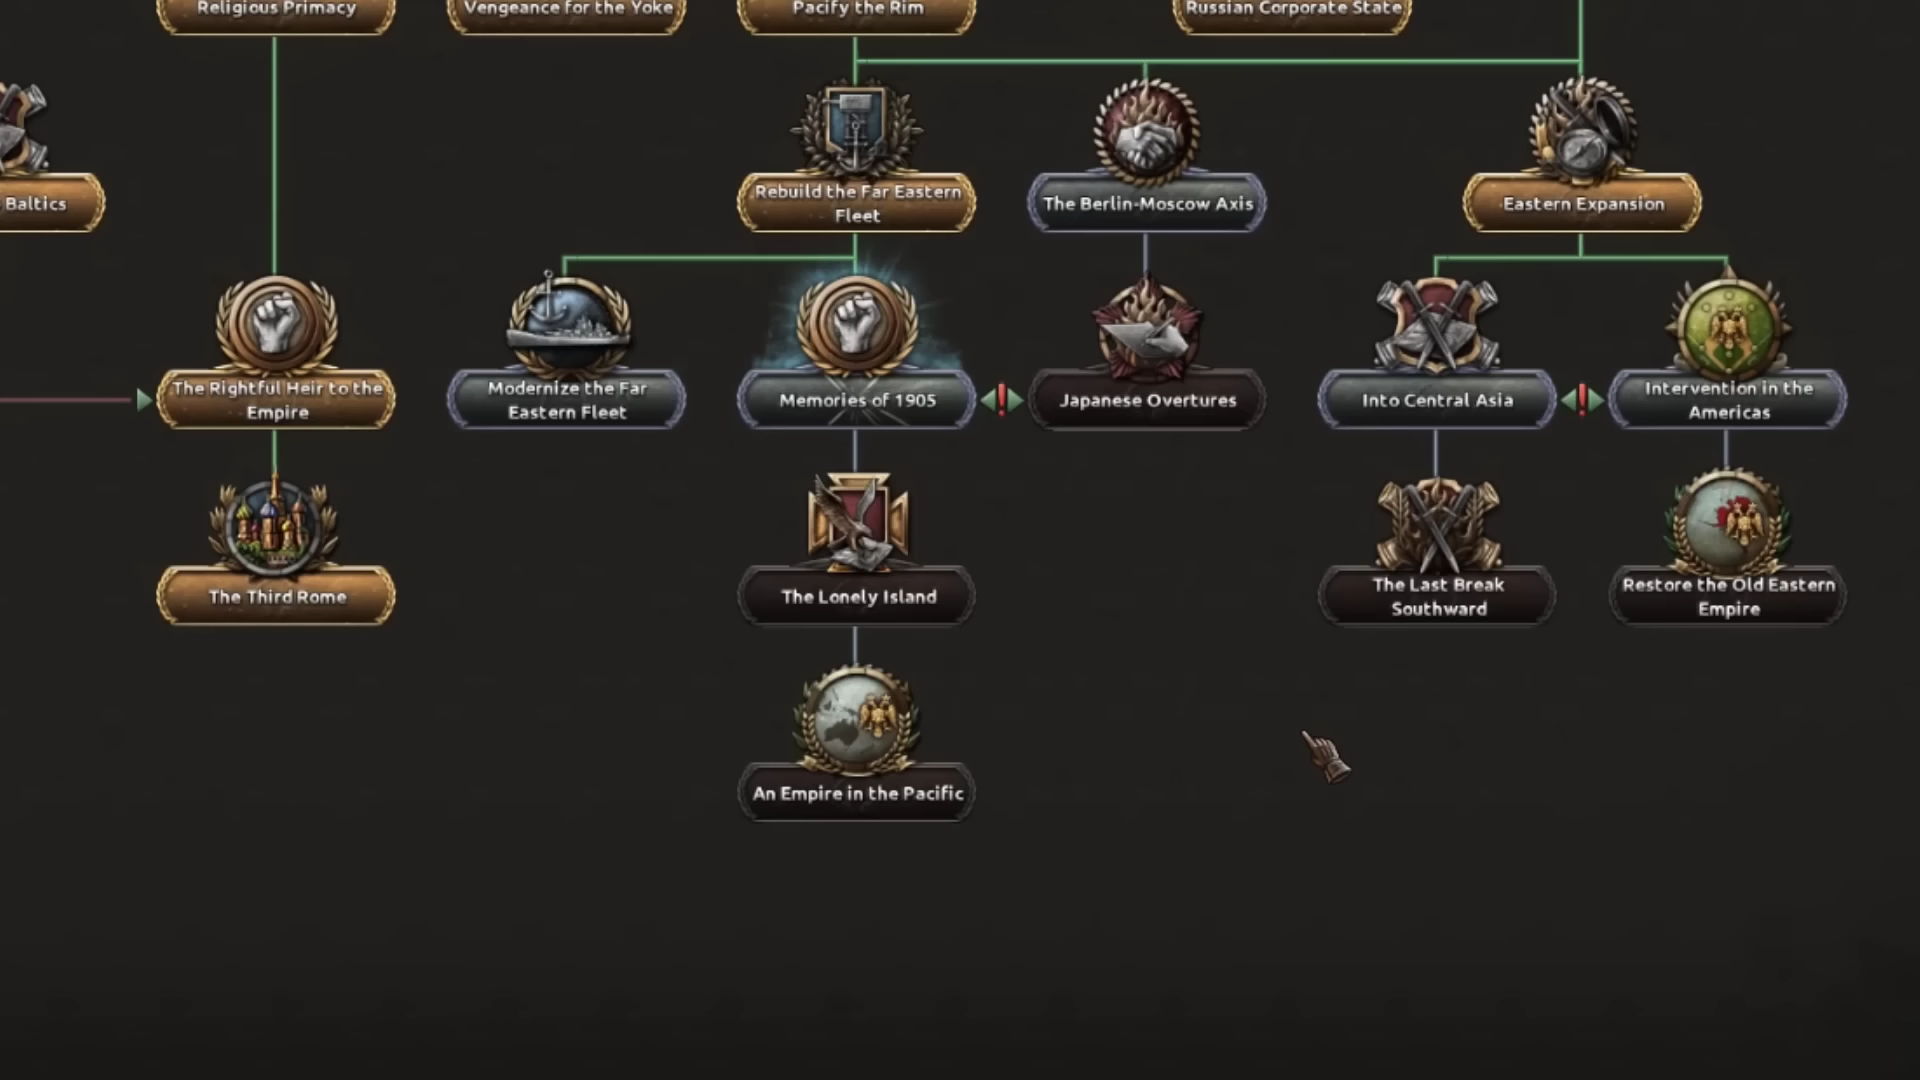 Religious Primacy
Vengeance for the Yoke
Pacify the Rim
Russian Corporate State
Baltics
Rebuild the Far Eastern
Fleet
The Berlin-Moscow Axis
Eastern Expansion
The Rightful Heir to the
Empire
Modernize the Far
Eastern Fleet
Memories of 1905
Japanese Overtures
Into Central Asia
Intervention in the
Americas
The Third Rome
The Lonely Island
The Last Break
Southward
Restore the Old Eastern
Empire
An Empire in the Pacific